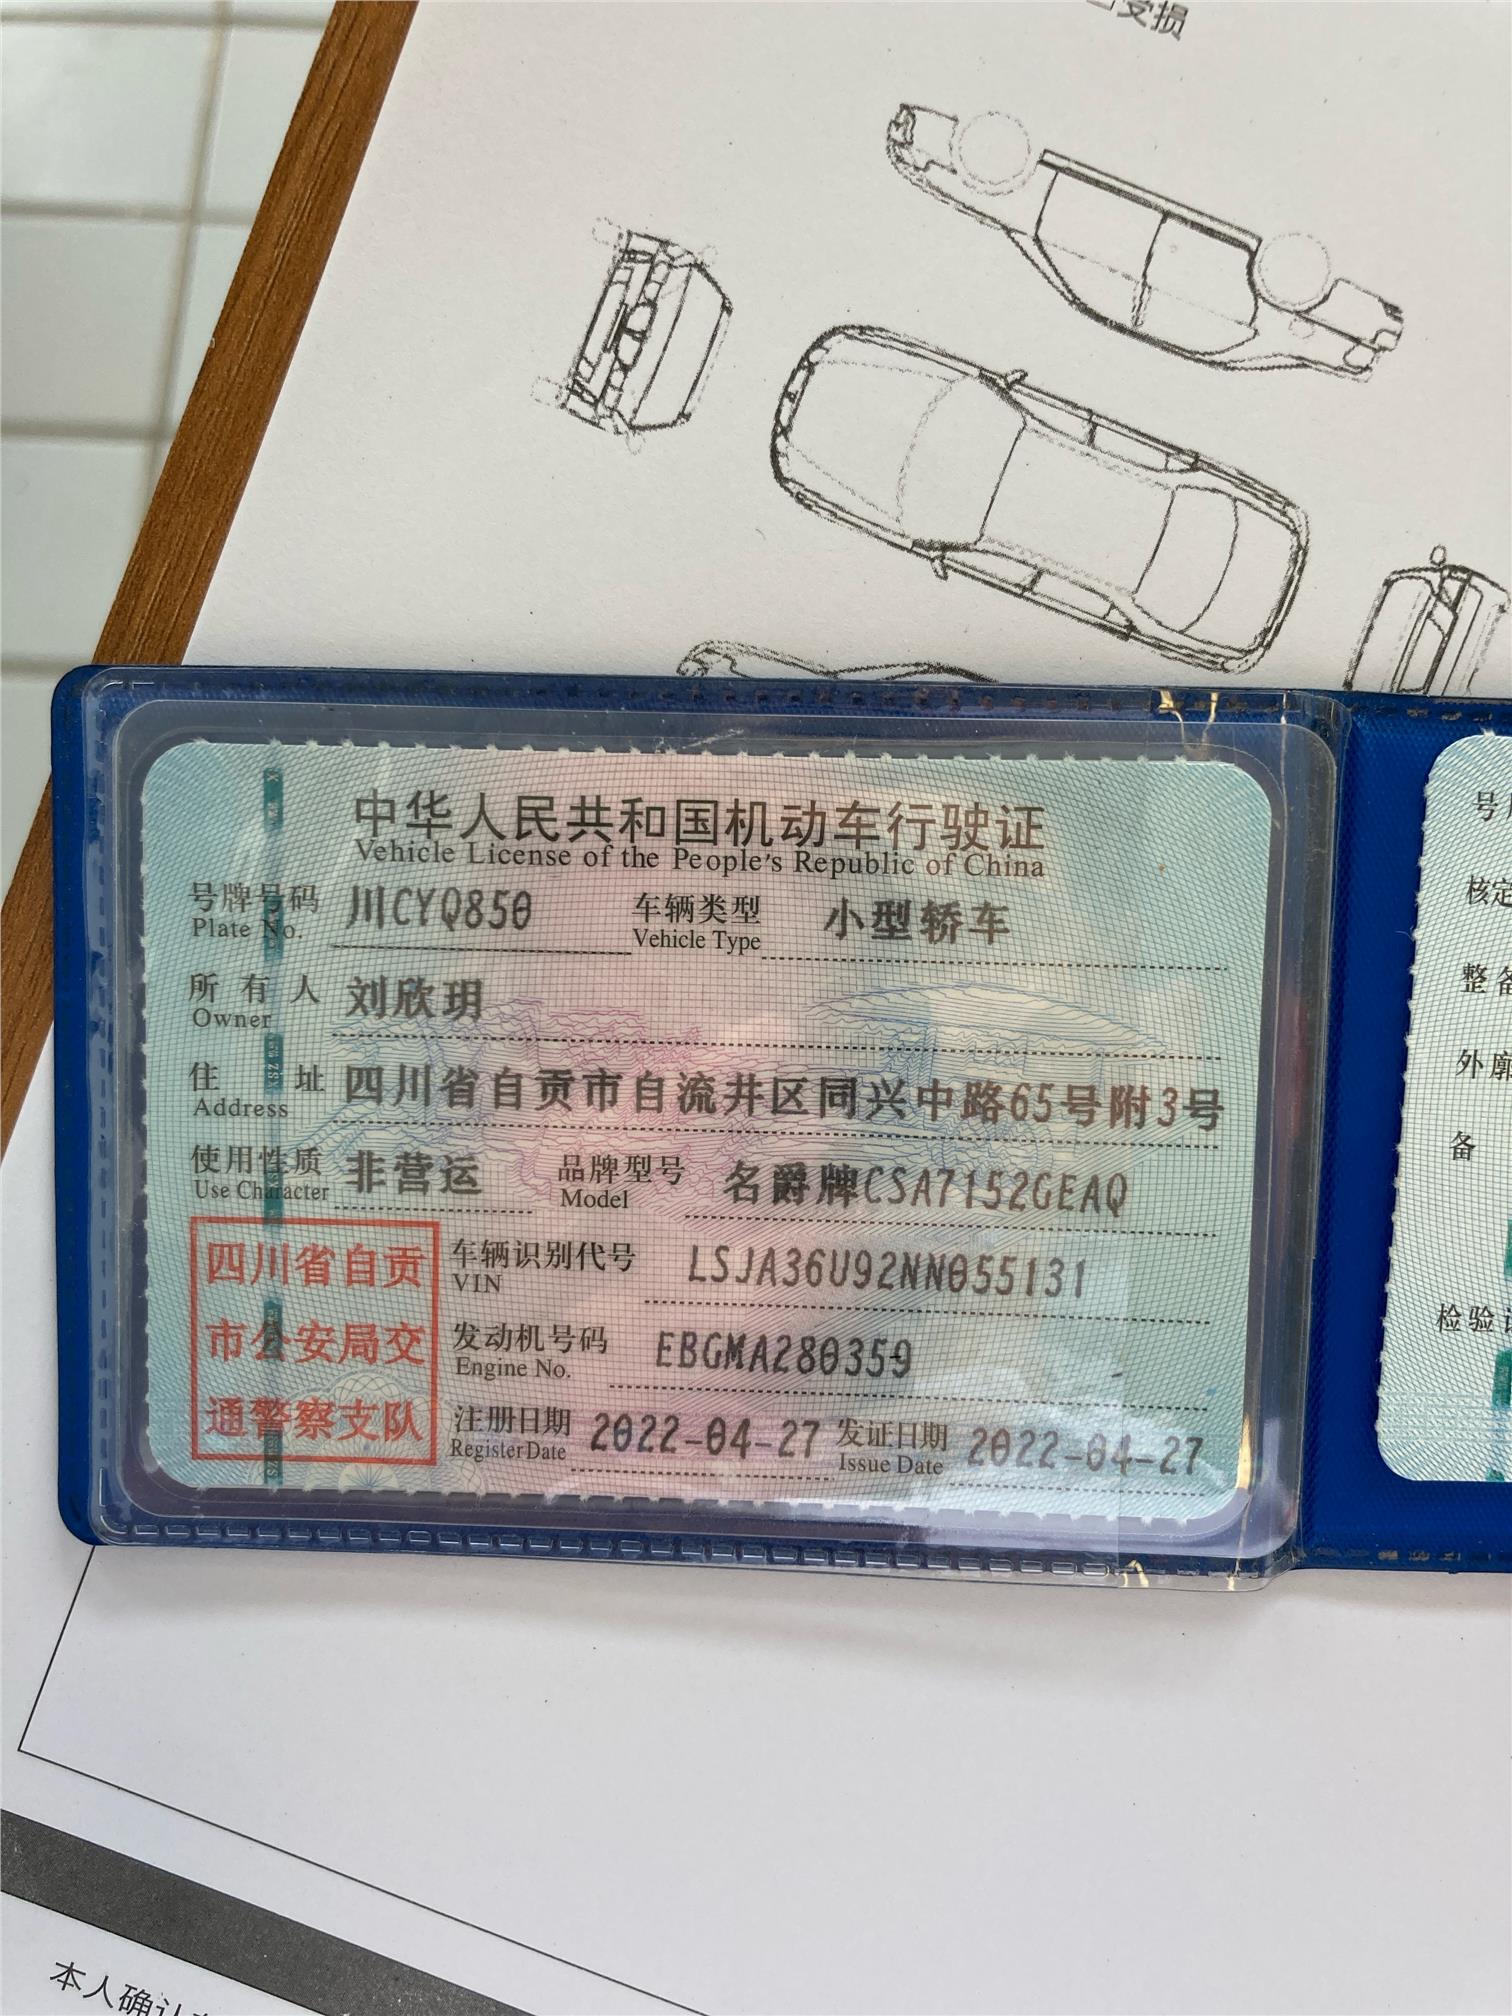 受损
中华人民共和国机动车行驶证
Vehicle License of the People's Republic of China
号牌号码 川CYQ850 车辆类型 小型轿车
Plate No. Vehicle Type
所有人 刘欣玥
Owner
住址 四川省自贡市自流井区同兴中路65号附3号
Address
使用性质 非营运 品牌型号 名爵牌CSA7152GEAQ
Use Character Model
四川省自贡
市公安局交
通警察支队
车辆识别代号 LSJA36U92NN055131
VIN
发动机号码 EBGMA280359
Engine No.
注册日期 2022-04-27 发证日期 2022-04-27
Register Date Issue Date
号
核定
整备
外廓
备
检验
本人确认